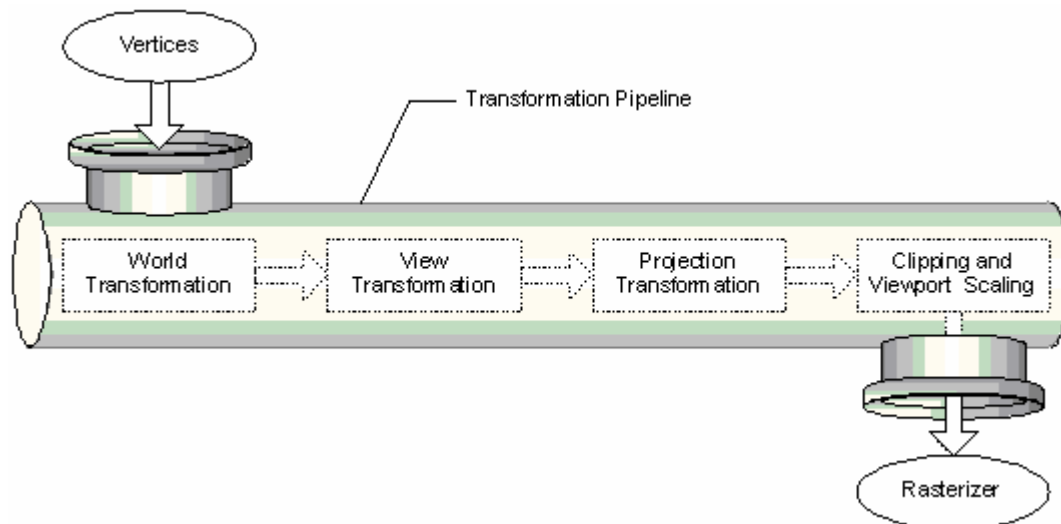 Vertices
Transformation Pipeline
World
Transformation
View
Transformation
Projection
Transformation
Clipping and
Viewport Scaling
Rasterizer